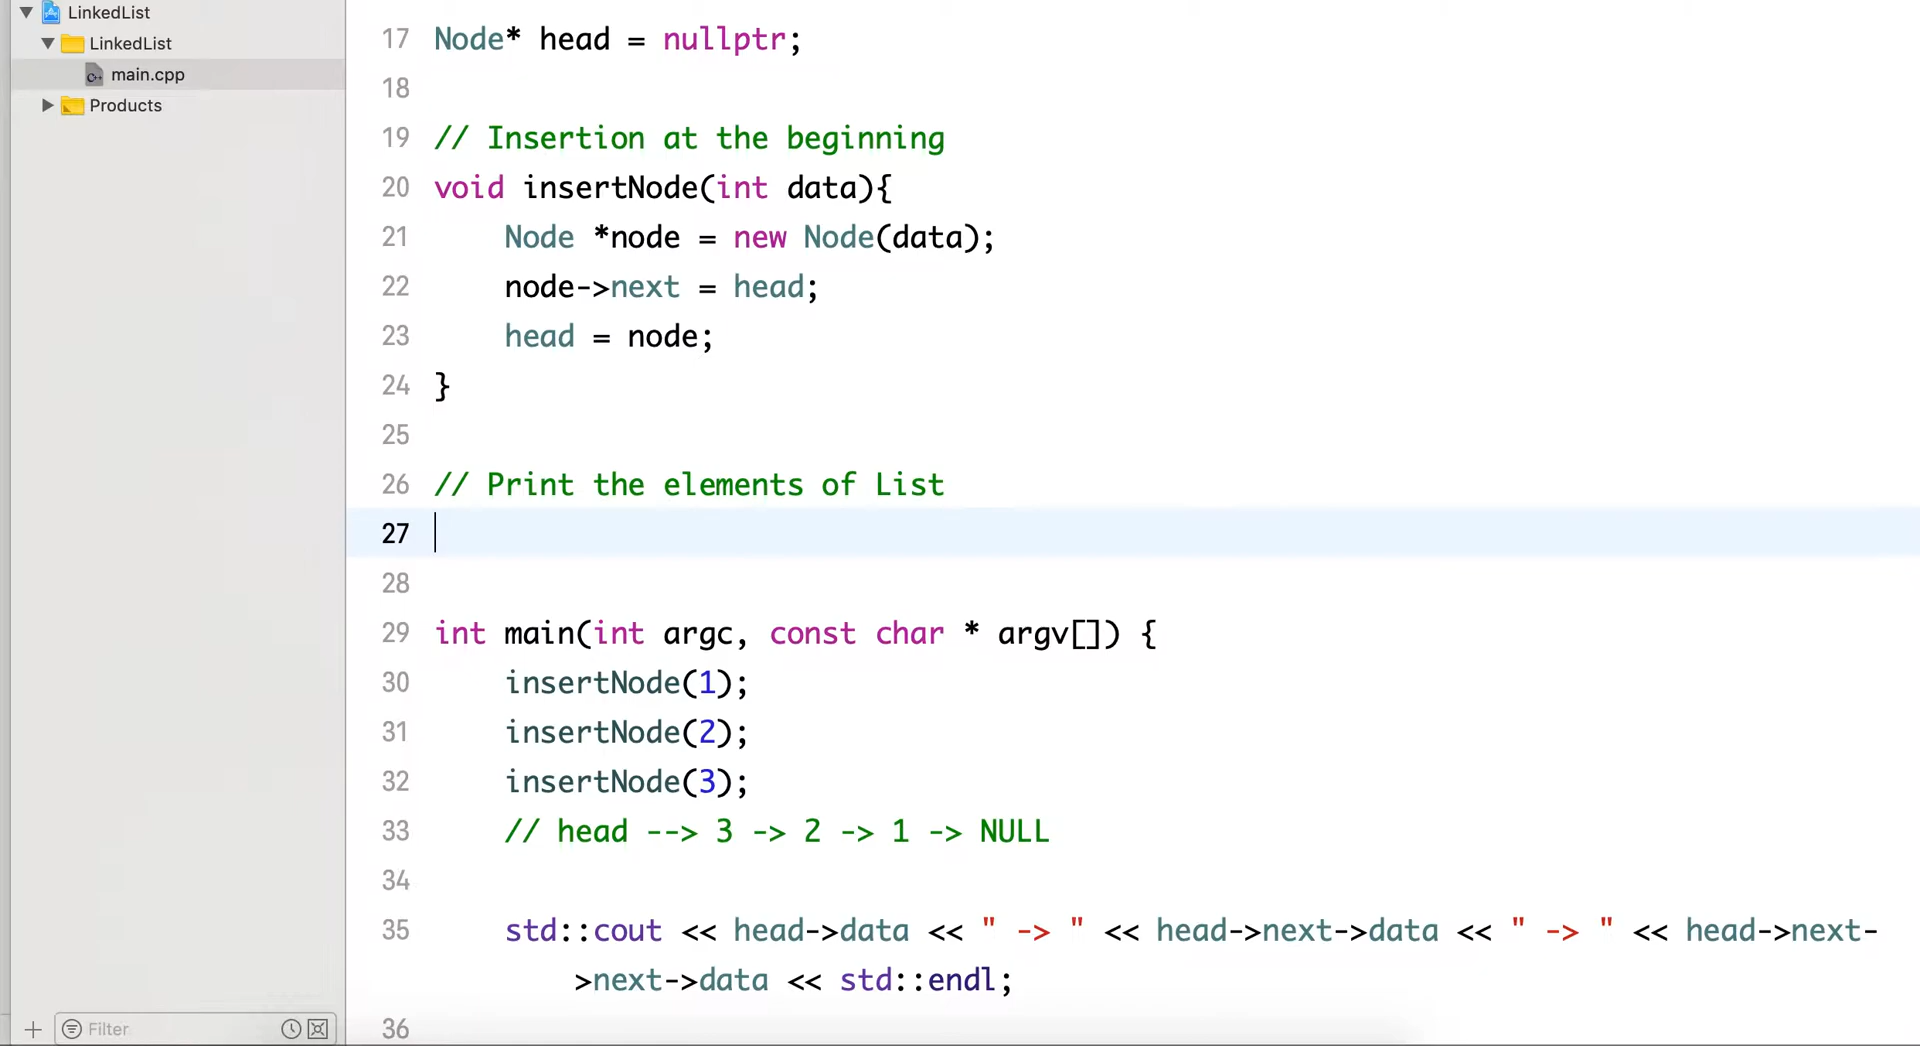 LinkedList
LinkedList
main.cpp
Products
17 Node* head = nullptr;
18
19 // Insertion at the beginning
20 void insertNode(int data){
21     Node *node = new Node(data);
22     node->next = head;
23     head = node;
24 }
25
26 // Print the elements of List
27
28
29 int main(int argc, const char * argv[]) {
30     insertNode(1);
31     insertNode(2);
32     insertNode(3);
33     // head --> 3 -> 2 -> 1 -> NULL
34
35     std::cout << head->data << " -> " << head->next->data << " -> " << head->next-
>next->data << std::endl;
36
Filter